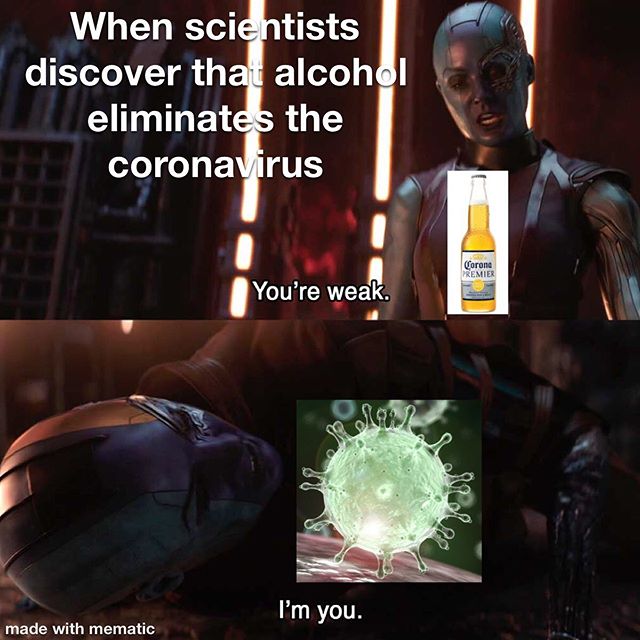 When scientists
discover that alcohol
eliminates the
coronavirus
Corona
PREMIER
You're weak.
I'm you.
made with mematic